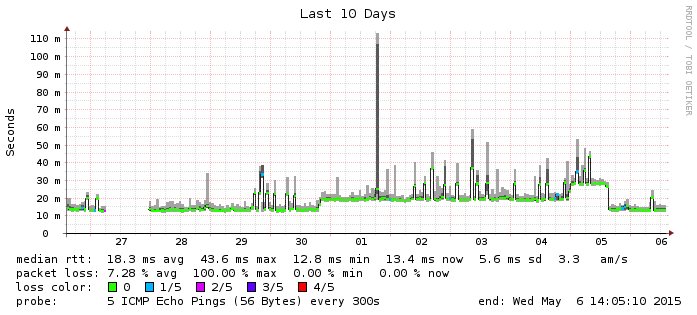 Last 10 Days
RRDTOOL / TOBI OETIKER
Seconds
110 m
100 m
90 m
80 m
70 m
60 m
50 m
40 m
30 m
20 m
10 m
0
27 28 29 30 01 02 03 04 05 06
median rtt: 18.3 ms avg 43.6 ms max 12.8 ms min 13.4 ms now 5.6 ms sd 3.3 am/s
packet loss: 7.28 % avg 100.00 % max 0.00 % min 0.00 % now
loss color: 0 1/5 2/5 3/5 4/5
probe: 5 ICMP Echo Pings (56 Bytes) every 300s end: Wed May 6 14:05:10 2015